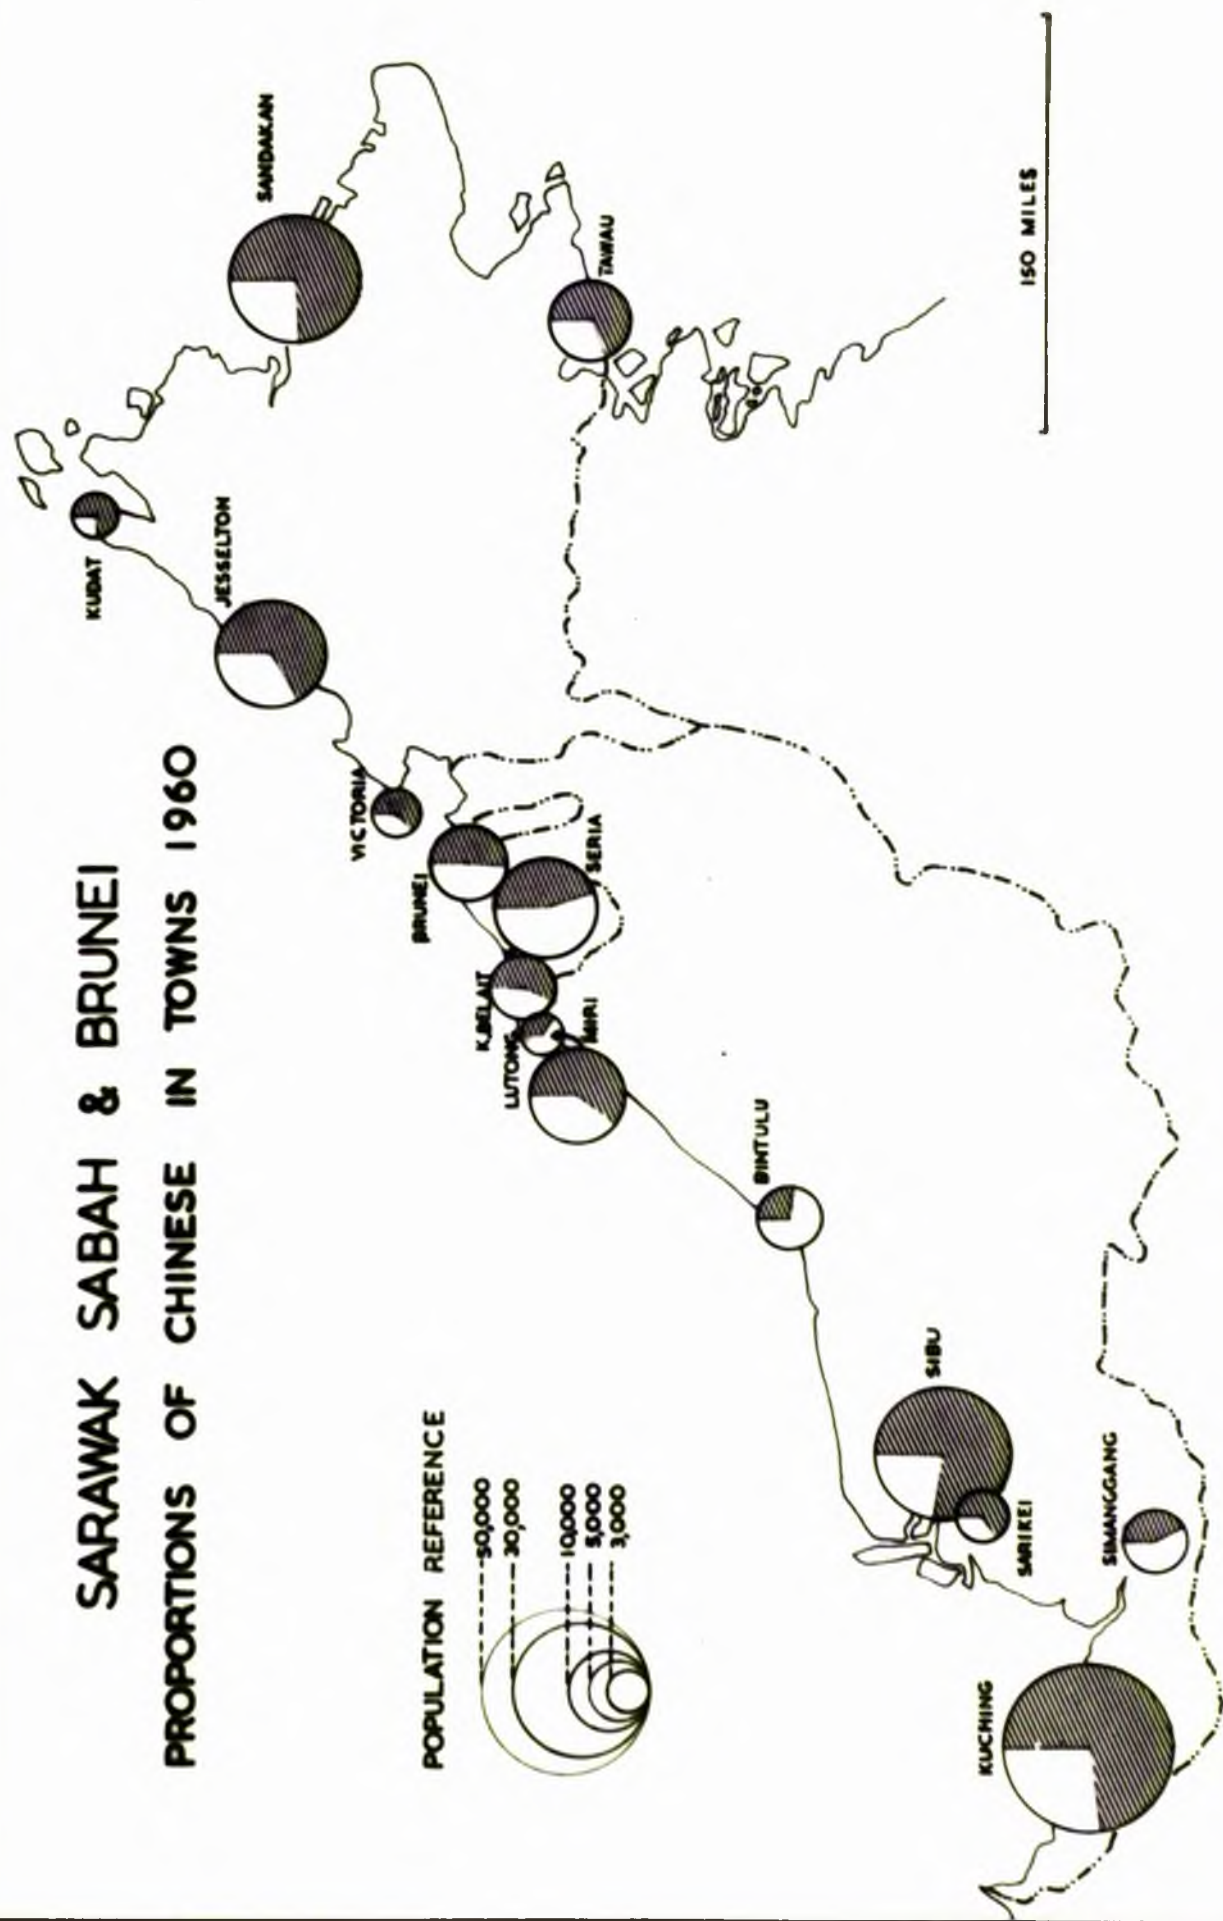 SARAWAK SABAH & BRUNEI
PROPORTIONS OF CHINESE IN TOWNS 1960
POPULATION REFERENCE
50,000
20,000
10,000
5,000
3,000
KUDAT
SANDAKAN
JESSELTON
TAWAU
VICTORIA
BRUNEI
SERIA
K.BELAIT
LUTONG
MIRI
BINTULU
SIBU
SARIKEI
SIMANGGANG
KUCHING
150 MILES